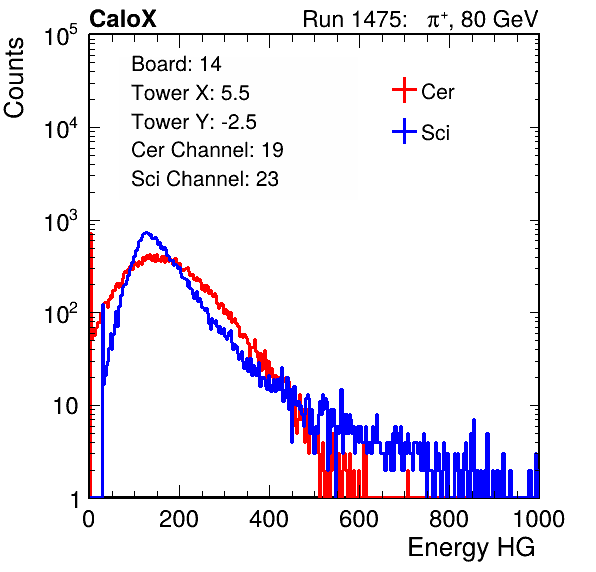 CaloX Run 1475: π⁺, 80 GeV
Counts
Board: 14
Tower X: 5.5
Tower Y: -2.5
Cer Channel: 19
Sci Channel: 23
Cer
Sci
10⁵
10⁴
10³
10²
10
1
0 200 400 600 800 1000
Energy HG